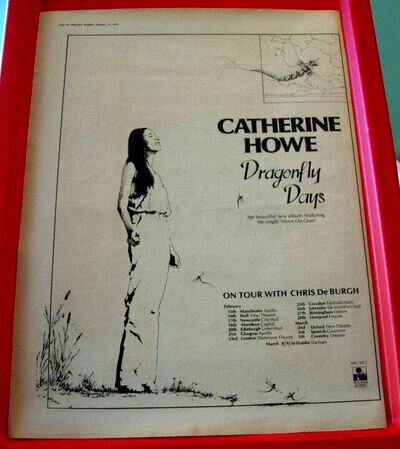 CATHERINE
HOWE
Dragonfly
Days
her beautiful new album featuring
the single 'Move On Over'
ON TOUR WITH CHRIS De BURGH
February
15th Manchester Apollo
16th Hull New Theatre
17th Newcastle City Hall
18th Aberdeen Capitol
20th Edinburgh Usher Hall
21st Glasgow Apollo
23rd London Dominion Theatre
25th Croydon Fairfield Halls
26th Leicester De Montfort Hall
27th Birmingham Odeon
28th Liverpool Empire
March
2nd Oxford New Theatre
3rd Ipswich Gaumont
5th Coventry Theatre
March 8/9/10 Dublin Stadium